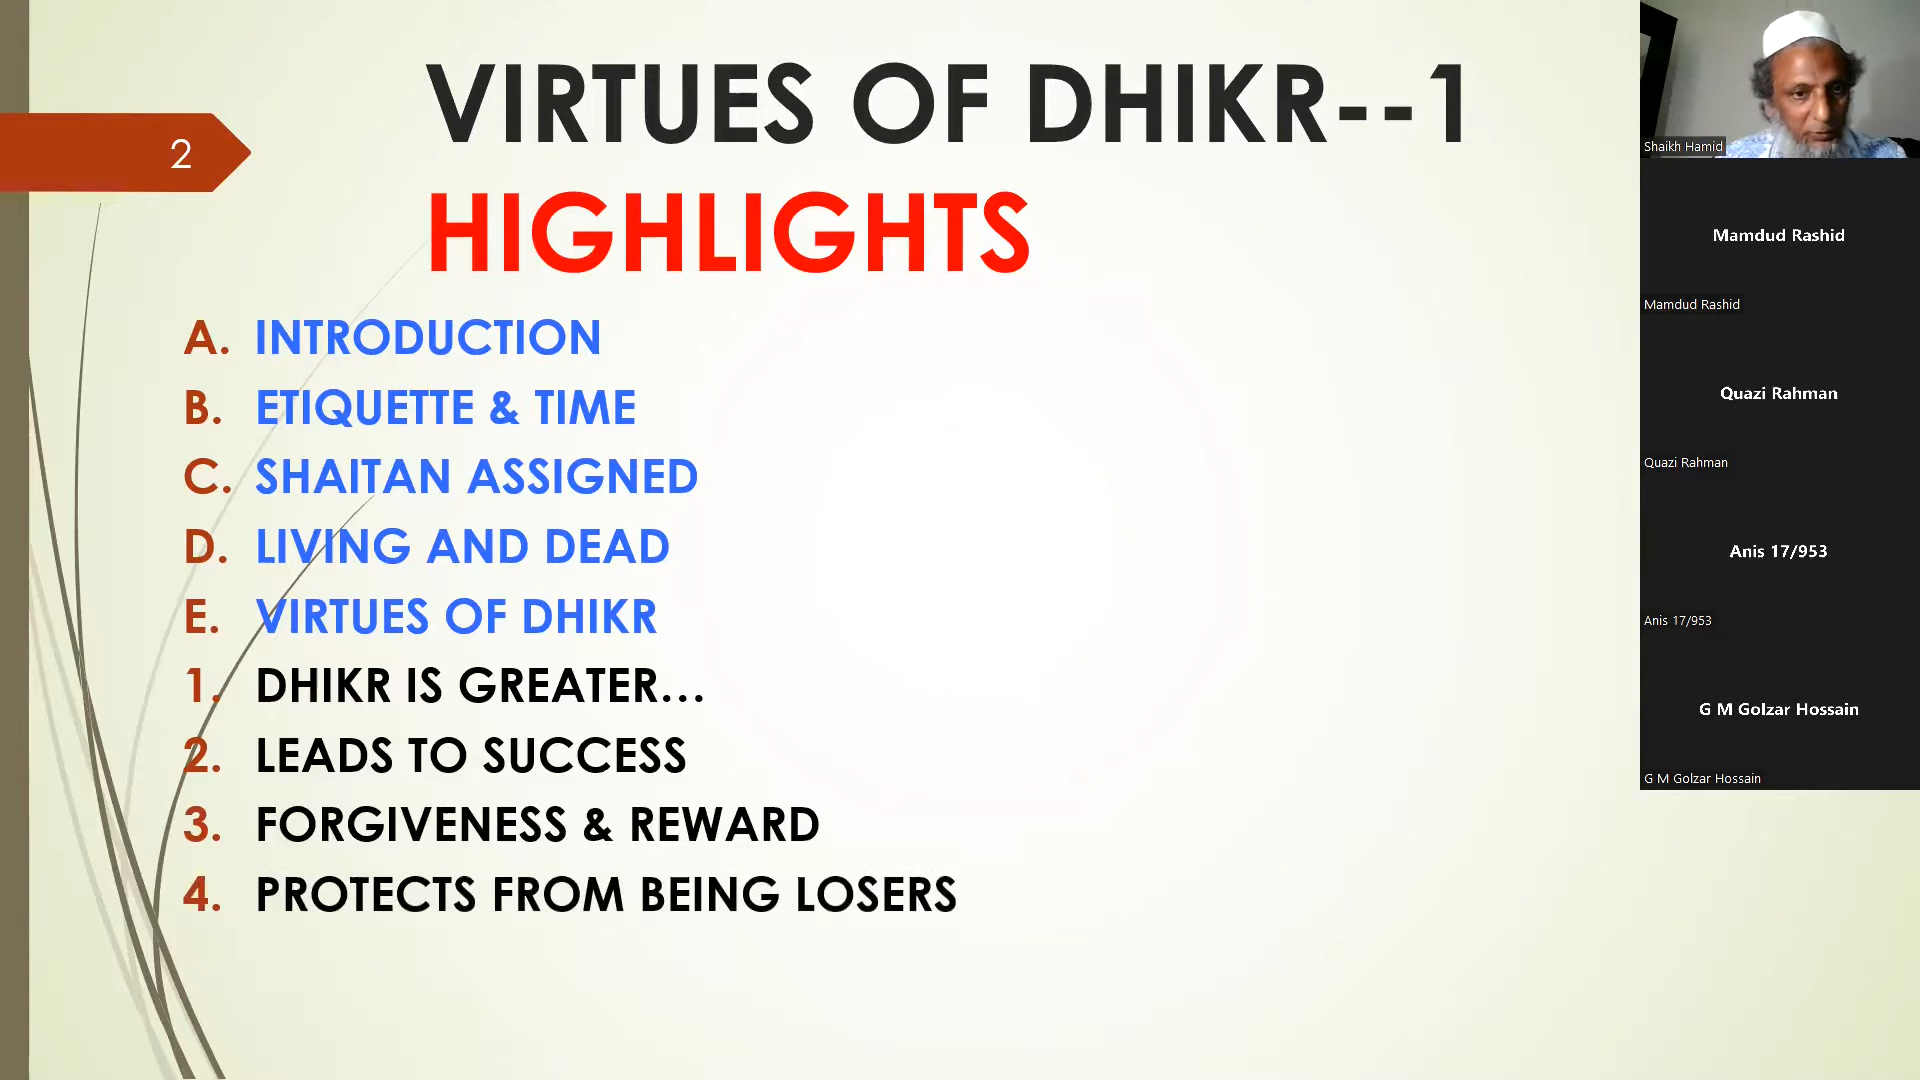 2
VIRTUES OF DHIKR--1
HIGHLIGHTS
A. INTRODUCTION
B. ETIQUETTE & TIME
C. SHAITAN ASSIGNED
D. LIVING AND DEAD
E. VIRTUES OF DHIKR
1. DHIKR IS GREATER...
2. LEADS TO SUCCESS
3. FORGIVENESS & REWARD
4. PROTECTS FROM BEING LOSERS
Shaikh Hamid
Mamdud Rashid
Mamdud Rashid
Quazi Rahman
Quazi Rahman
Anis 17/953
Anis 17/953
G M Golzar Hossain
G M Golzar Hossain